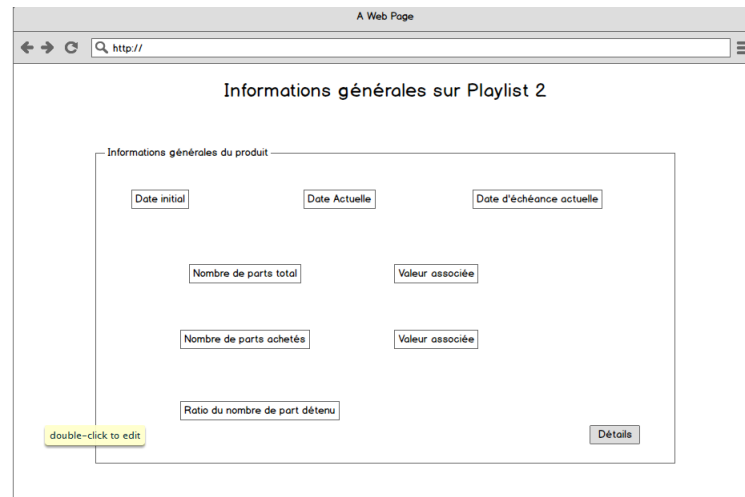 A Web Page
http://
Informations générales sur Playlist 2
Informations générales du produit
Date initial
Date Actuelle
Date d'échéance actuelle
Nombre de parts total
Valeur associée
Nombre de parts achetés
Valeur associée
Ratio du nombre de part détenu
double-click to edit
Détails